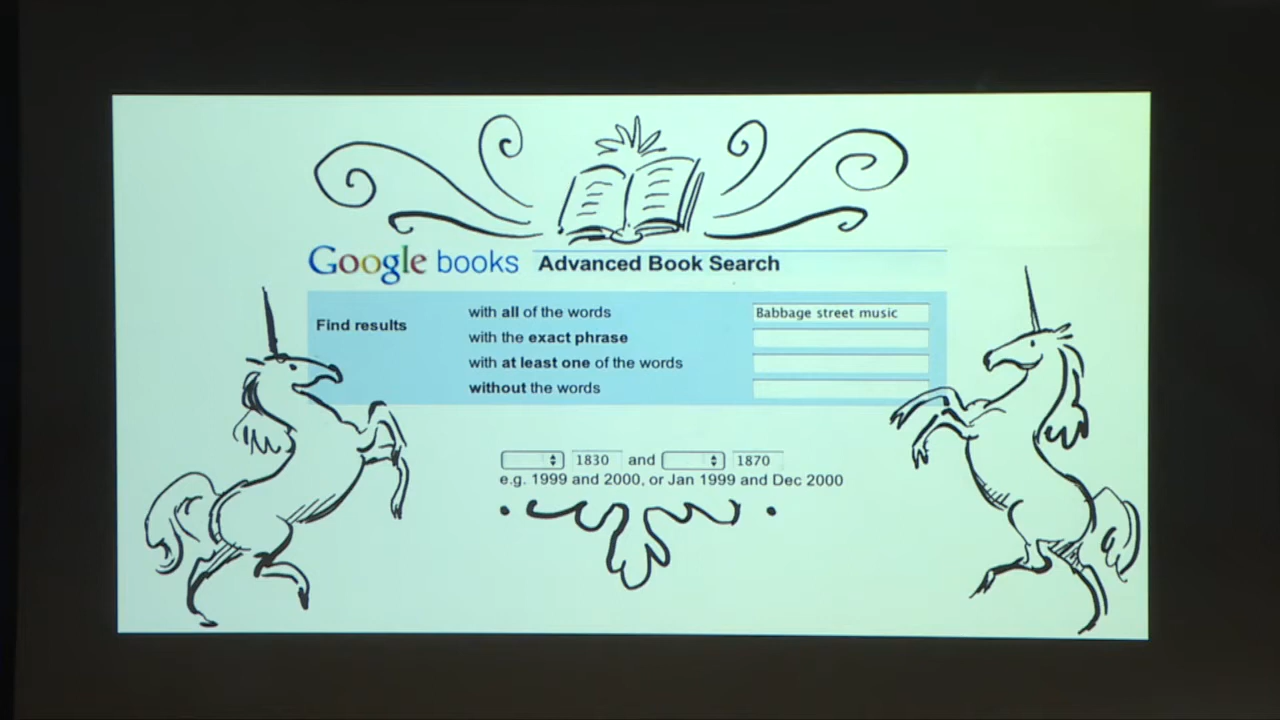 Google books Advanced Book Search
Find results
with all of the words Babbage street music
with the exact phrase
with at least one of the words
without the words
1830 and 1870
e.g. 1999 and 2000, or Jan 1999 and Dec 2000